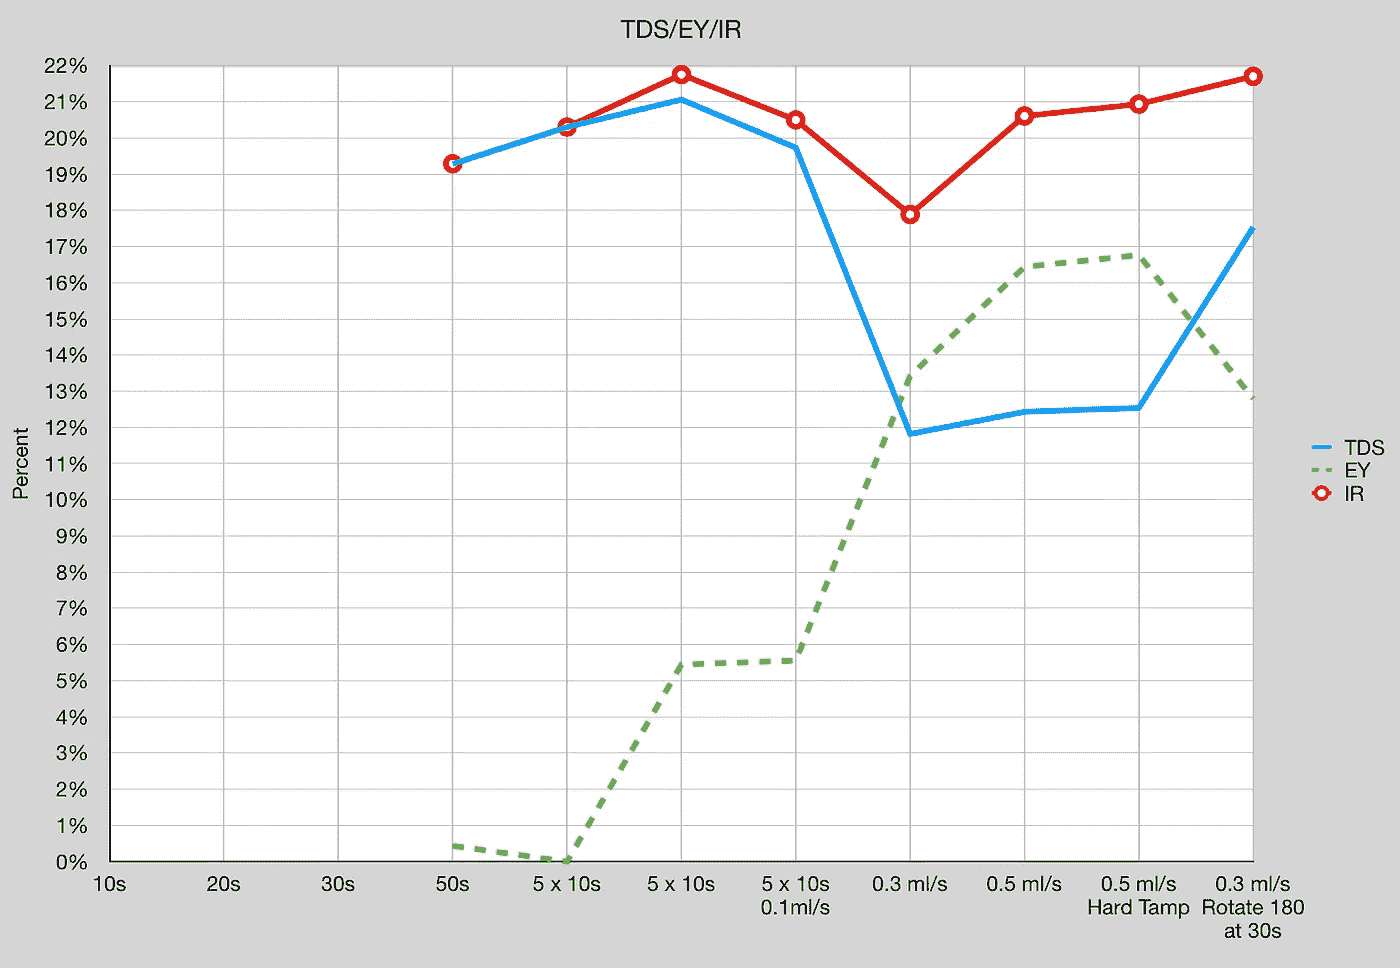 TDS/EY/IR
22%
21%
20%
19%
18%
17%
16%
15%
14%
13%
12%
11%
10%
9%
8%
7%
6%
5%
4%
3%
2%
1%
0%
Percent
10s
20s
30s
50s
5 x 10s
5 x 10s
5 x 10s
0.1ml/s
0.3 ml/s
0.5 ml/s
0.5 ml/s
Hard Tamp
0.3 ml/s
Rotate 180
at 30s
TDS
EY
IR